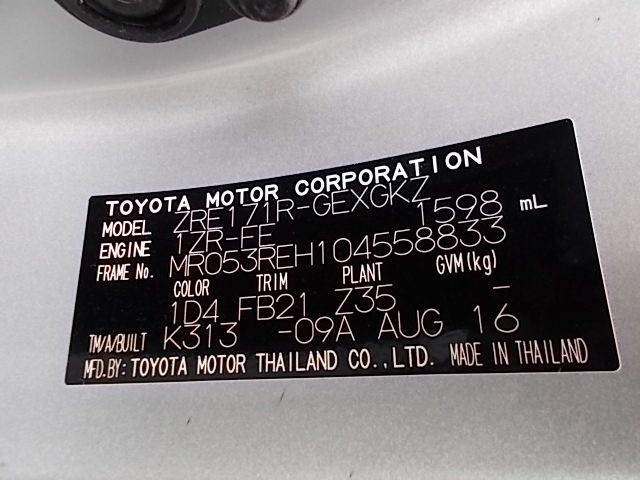 TOYOTA MOTOR CORPORATION
MODEL ZRE171R-GEXGKZ
ENGINE 1ZR-FE 1598 mL
FRAME No. MR053REH104558833
COLOR TRIM PLANT GVM(kg)
1D4 FB21 Z35 -
TM/A/BUILT K313 -09A AUG 16
MFD.BY: TOYOTA MOTOR THAILAND CO.,LTD. MADE IN THAILAND